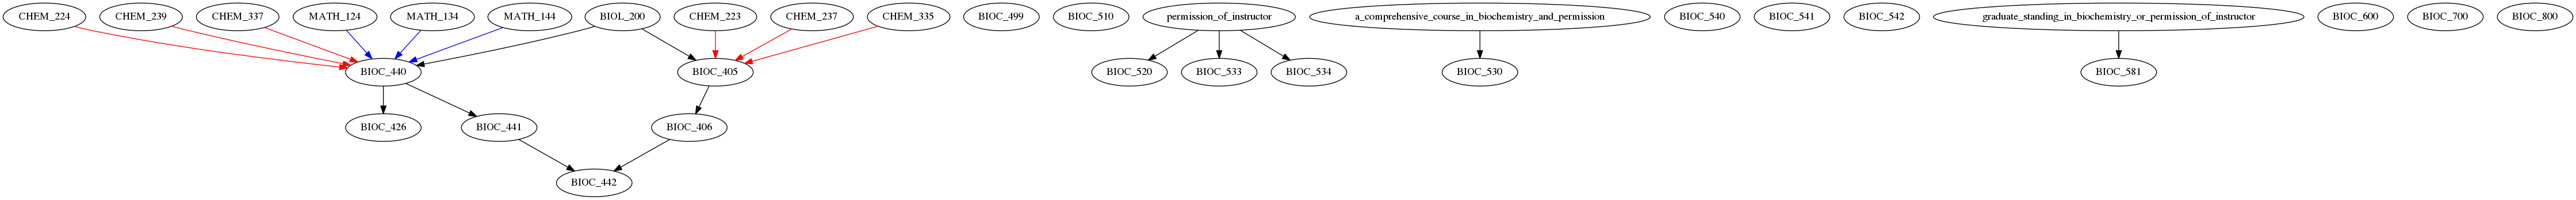 CHEM_224
CHEM_239
CHEM_337
MATH_124
MATH_134
MATH_144
BIOL_200
CHEM_223
CHEM_237
CHEM_335
BIOC_499
BIOC_510
permission_of_instructor
a_comprehensive_course_in_biochemistry_and_permission
BIOC_540
BIOC_541
BIOC_542
graduate_standing_in_biochemistry_or_permission_of_instructor
BIOC_600
BIOC_700
BIOC_800
BIOC_440
BIOC_405
BIOC_520
BIOC_533
BIOC_534
BIOC_530
BIOC_581
BIOC_426
BIOC_441
BIOC_406
BIOC_442